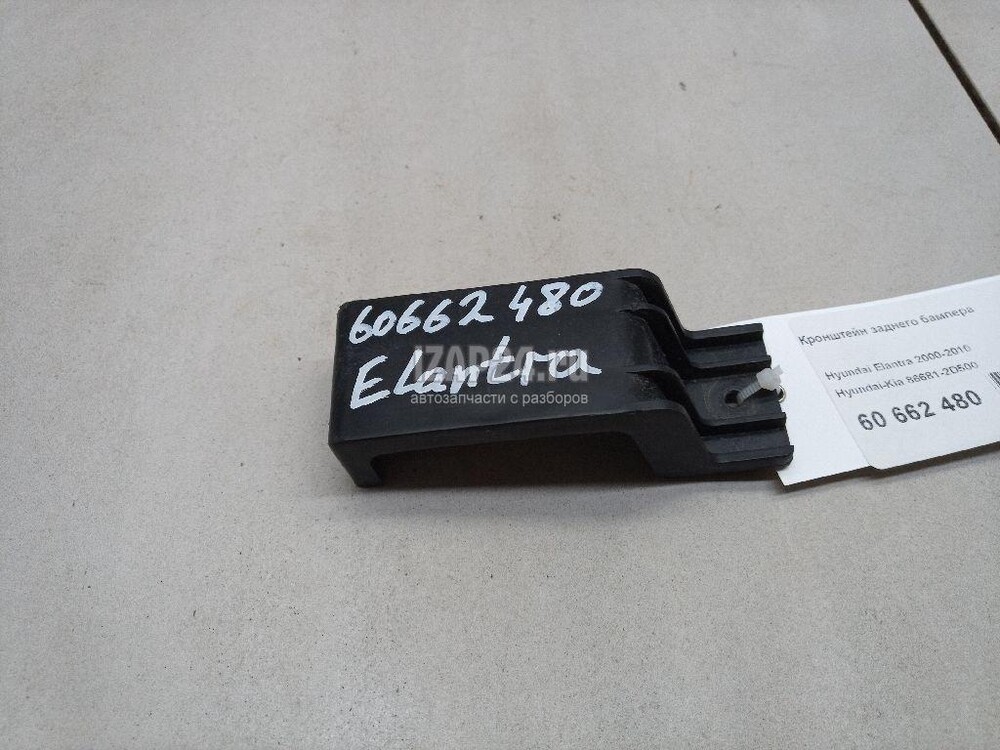 60662480
Elantra
IZAP24.ru
автозапчасти с разборов
Кронштейн заднего бампера
Hyundai Elantra 2000-2010
Hyundai-Kia 86681-2D500
60 662 480